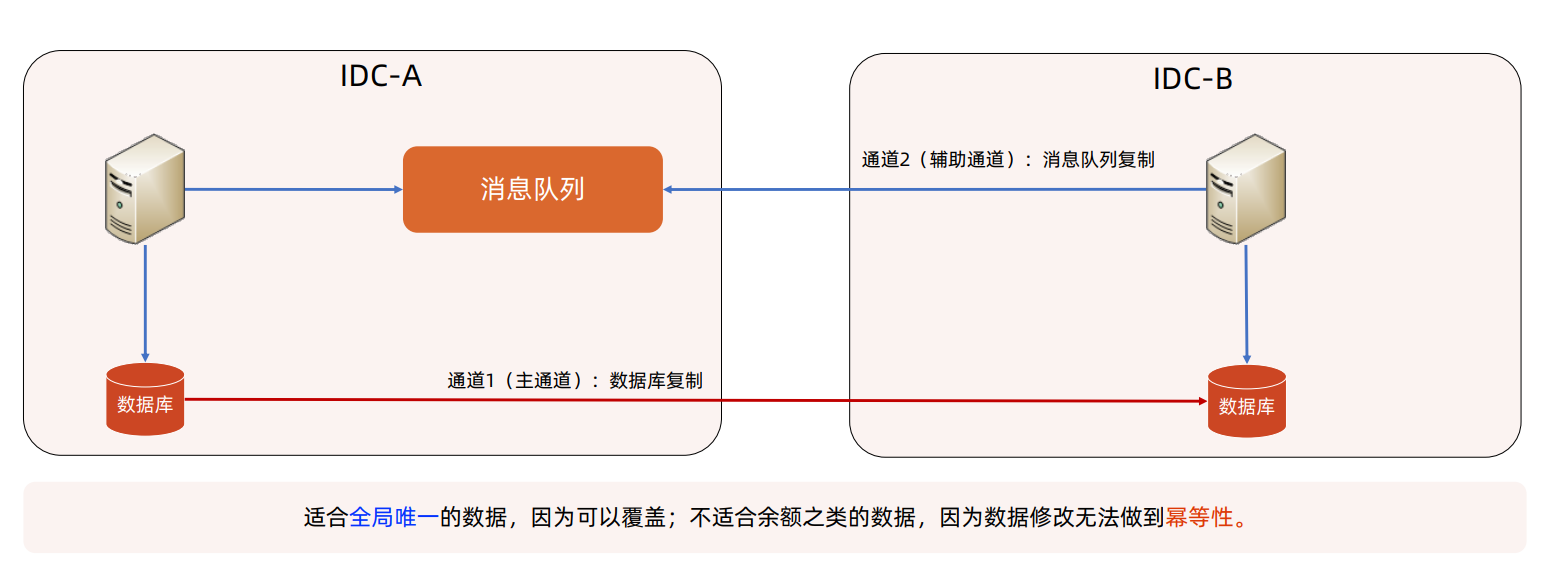 IDC-A
IDC-B
通道2（辅助通道）：消息队列复制
消息队列
通道1（主通道）：数据库复制
数据库
数据库
适合全局唯一的数据，因为可以覆盖；不适合余额之类的数据，因为数据修改无法做到幂等性。